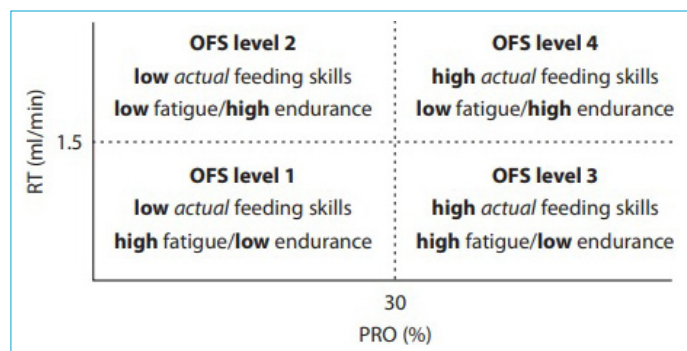 OFS level 2
low actual feeding skills
low fatigue/high endurance
OFS level 4
high actual feeding skills
low fatigue/high endurance
RT (ml/min)
1.5
OFS level 1
low actual feeding skills
high fatigue/low endurance
OFS level 3
high actual feeding skills
high fatigue/low endurance
30
PRO (%)